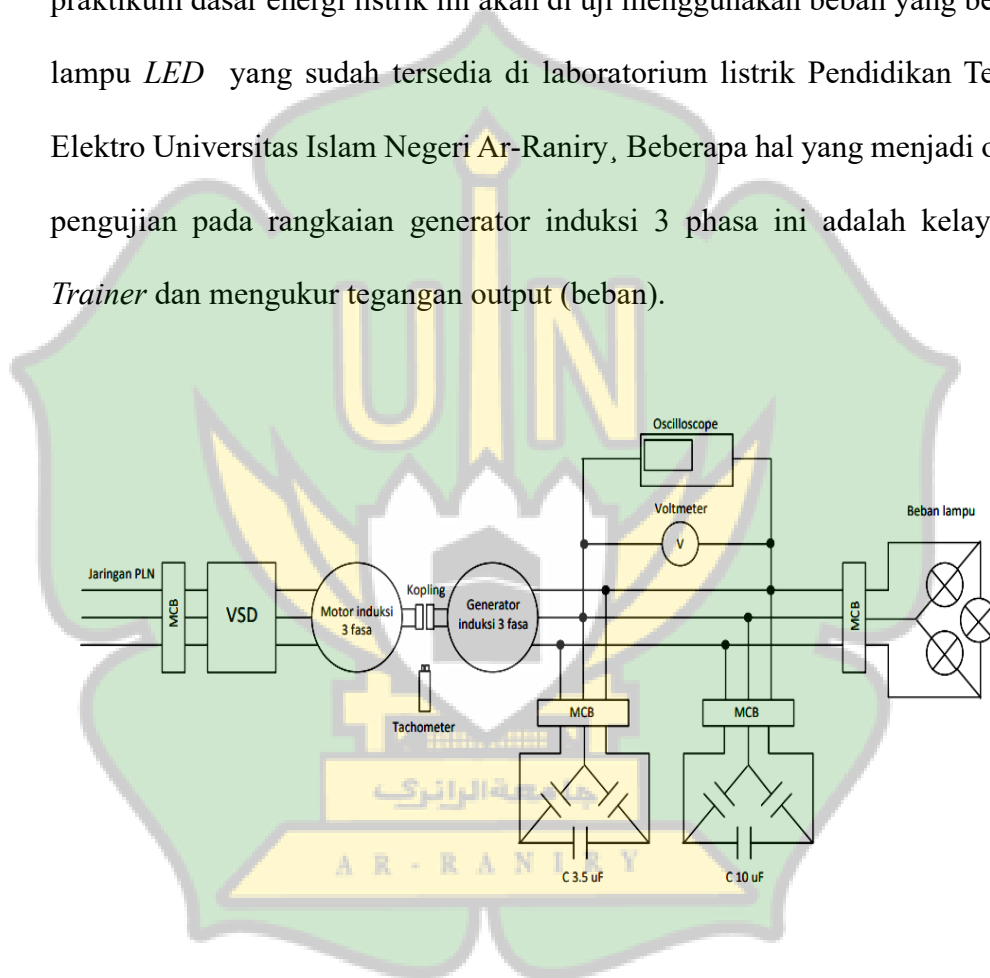 praktikum dasar energi listrik ini akan di uji menggunakan beban yang
lampu LED yang sudah tersedia di laboratorium listrik Pendidikan
Elektro Universitas Islam Negeri Ar-Raniry¸ Beberapa hal yang menjadi
pengujian pada rangkaian generator induksi 3 phasa ini adalah
Trainer dan mengukur tegangan output (beban).
UIN
Oscilloscope
Voltmeter
V
Beban lampu
Jaringan PLN
MCB
VSD
Motor induksi
3 fasa
Kopling
Generator
induksi 3 fasa
MCB
Tachometer
MCB
MCB
C 3.5 uF
C 10 uF
جامعة الرانري
AR-RANIRY